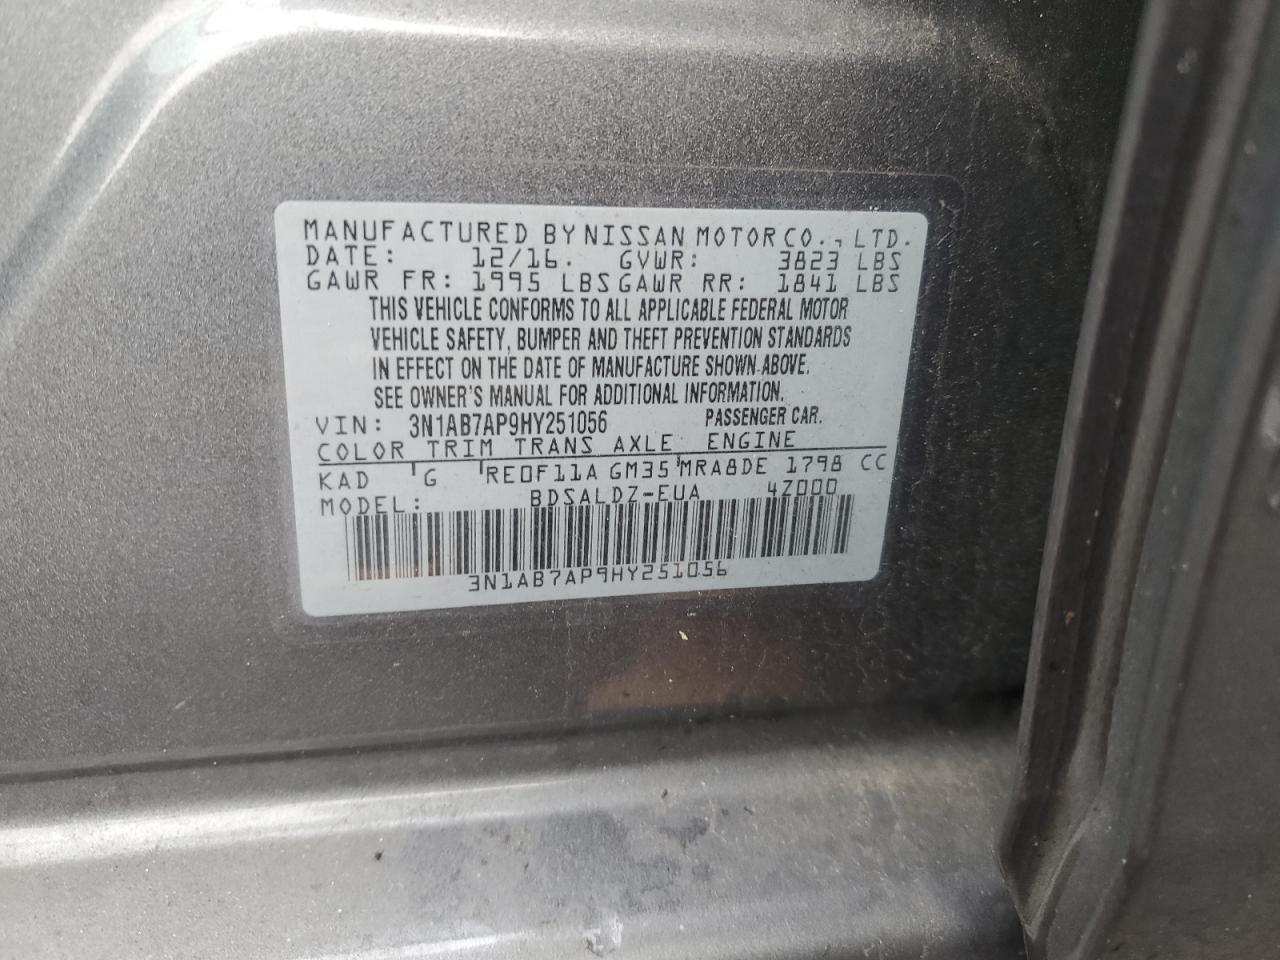 MANUFACTURED BY NISSAN MOTOR CO., LTD.
DATE: 12/16. GVWR: 3823 LBS
GAWR FR: 1995 LBS GAWR RR: 1841 LBS
THIS VEHICLE CONFORMS TO ALL APPLICABLE FEDERAL MOTOR
VEHICLE SAFETY, BUMPER AND THEFT PREVENTION STANDARDS
IN EFFECT ON THE DATE OF MANUFACTURE SHOWN ABOVE.
SEE OWNER'S MANUAL FOR ADDITIONAL INFORMATION.
VIN: 3N1AB7AP9HY251056 PASSENGER CAR.
COLOR TRIM TRANS AXLE ENGINE
KAD G RE0F11A GM35 MRA8DE 1798 CC
MODEL: BDSALDZ-EUA 4Z000
3N1AB7AP9HY251056